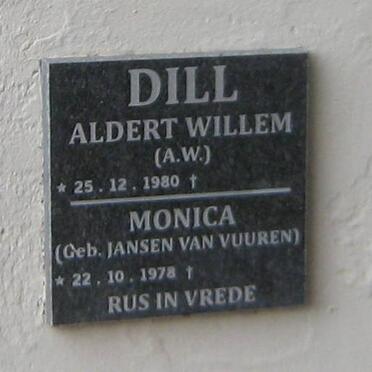 DILL
ALDERT WILLEM
(A.W.)
* 25 . 12 . 1980 †
MONICA
(Geb. JANSEN VAN VUUREN)
* 22 . 10 . 1978 †
RUS IN VREDE